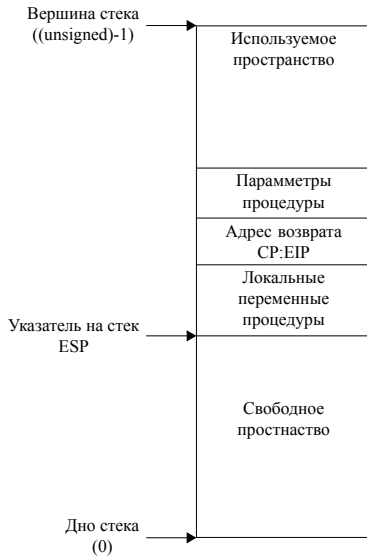 Вершина стека
((unsigned)-1)
Используемое
пространство
Парамметры
процедуры
Адрес возврата
CP:EIP
Локальные
переменные
процедуры
Указатель на стек
ESP
Свободное
простнаство
Дно стека
(0)